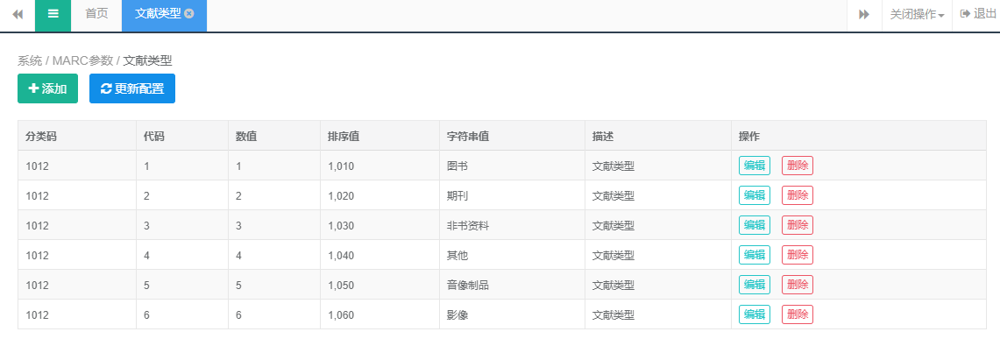 首页 文献类型 关闭操作 退出
系统 / MARC参数 / 文献类型
添加 更新配置
分类码 代码 数值 排序值 字符串值 描述 操作
1012 1 1 1,010 图书 文献类型 编辑 删除
1012 2 2 1,020 期刊 文献类型 编辑 删除
1012 3 3 1,030 非书资料 文献类型 编辑 删除
1012 4 4 1,040 其他 文献类型 编辑 删除
1012 5 5 1,050 音像制品 文献类型 编辑 删除
1012 6 6 1,060 影像 文献类型 编辑 删除